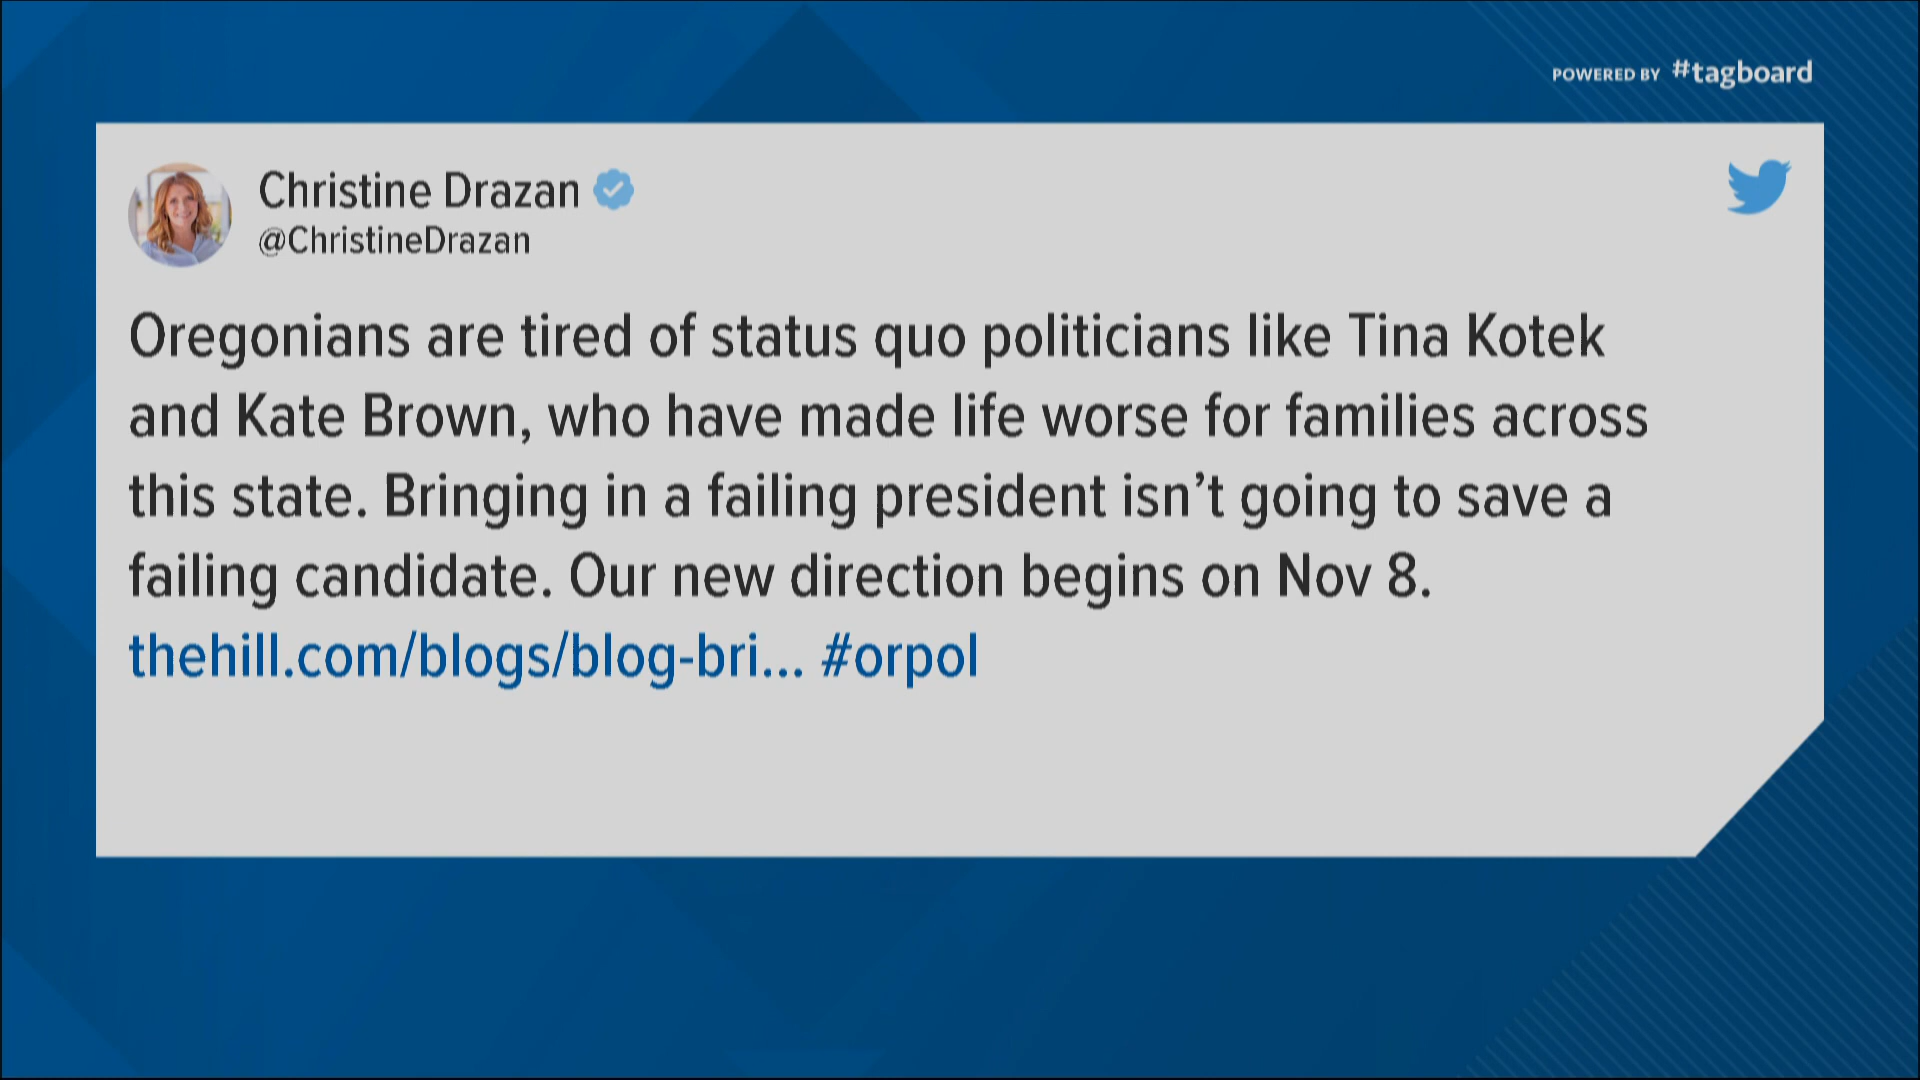 POWERED BY #tagboard
Christine Drazan
@ChristineDrazan
Oregonians are tired of status quo politicians like Tina Kotek
and Kate Brown, who have made life worse for families across
this state. Bringing in a failing president isn’t going to save a
failing candidate. Our new direction begins on Nov 8.
thehill.com/blogs/blog-bri... #orpol